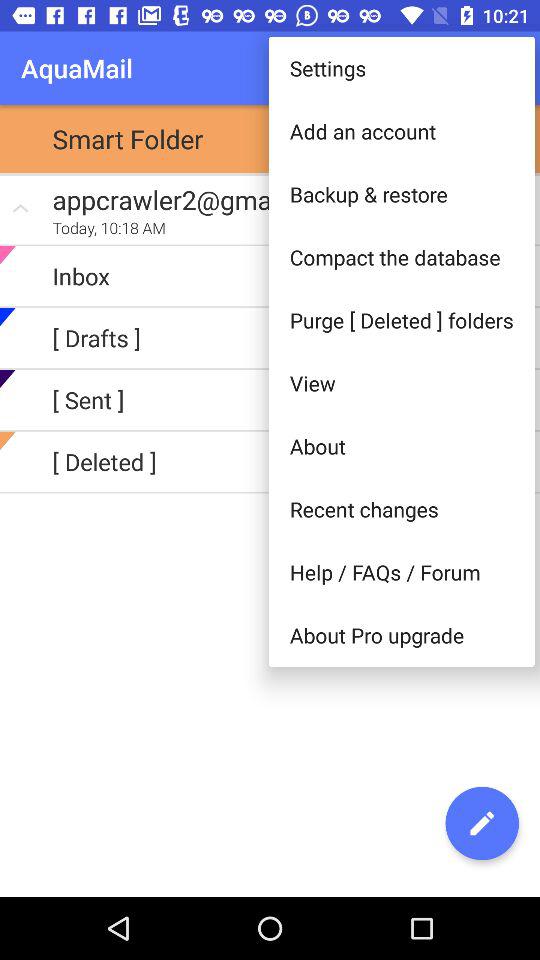 10:21
AquaMail
Smart Folder
appcrawler2@gma
Today, 10:18 AM
Inbox
[ Drafts ]
[ Sent ]
[ Deleted ]
Settings
Add an account
Backup & restore
Compact the database
Purge [ Deleted ] folders
View
About
Recent changes
Help / FAQs / Forum
About Pro upgrade